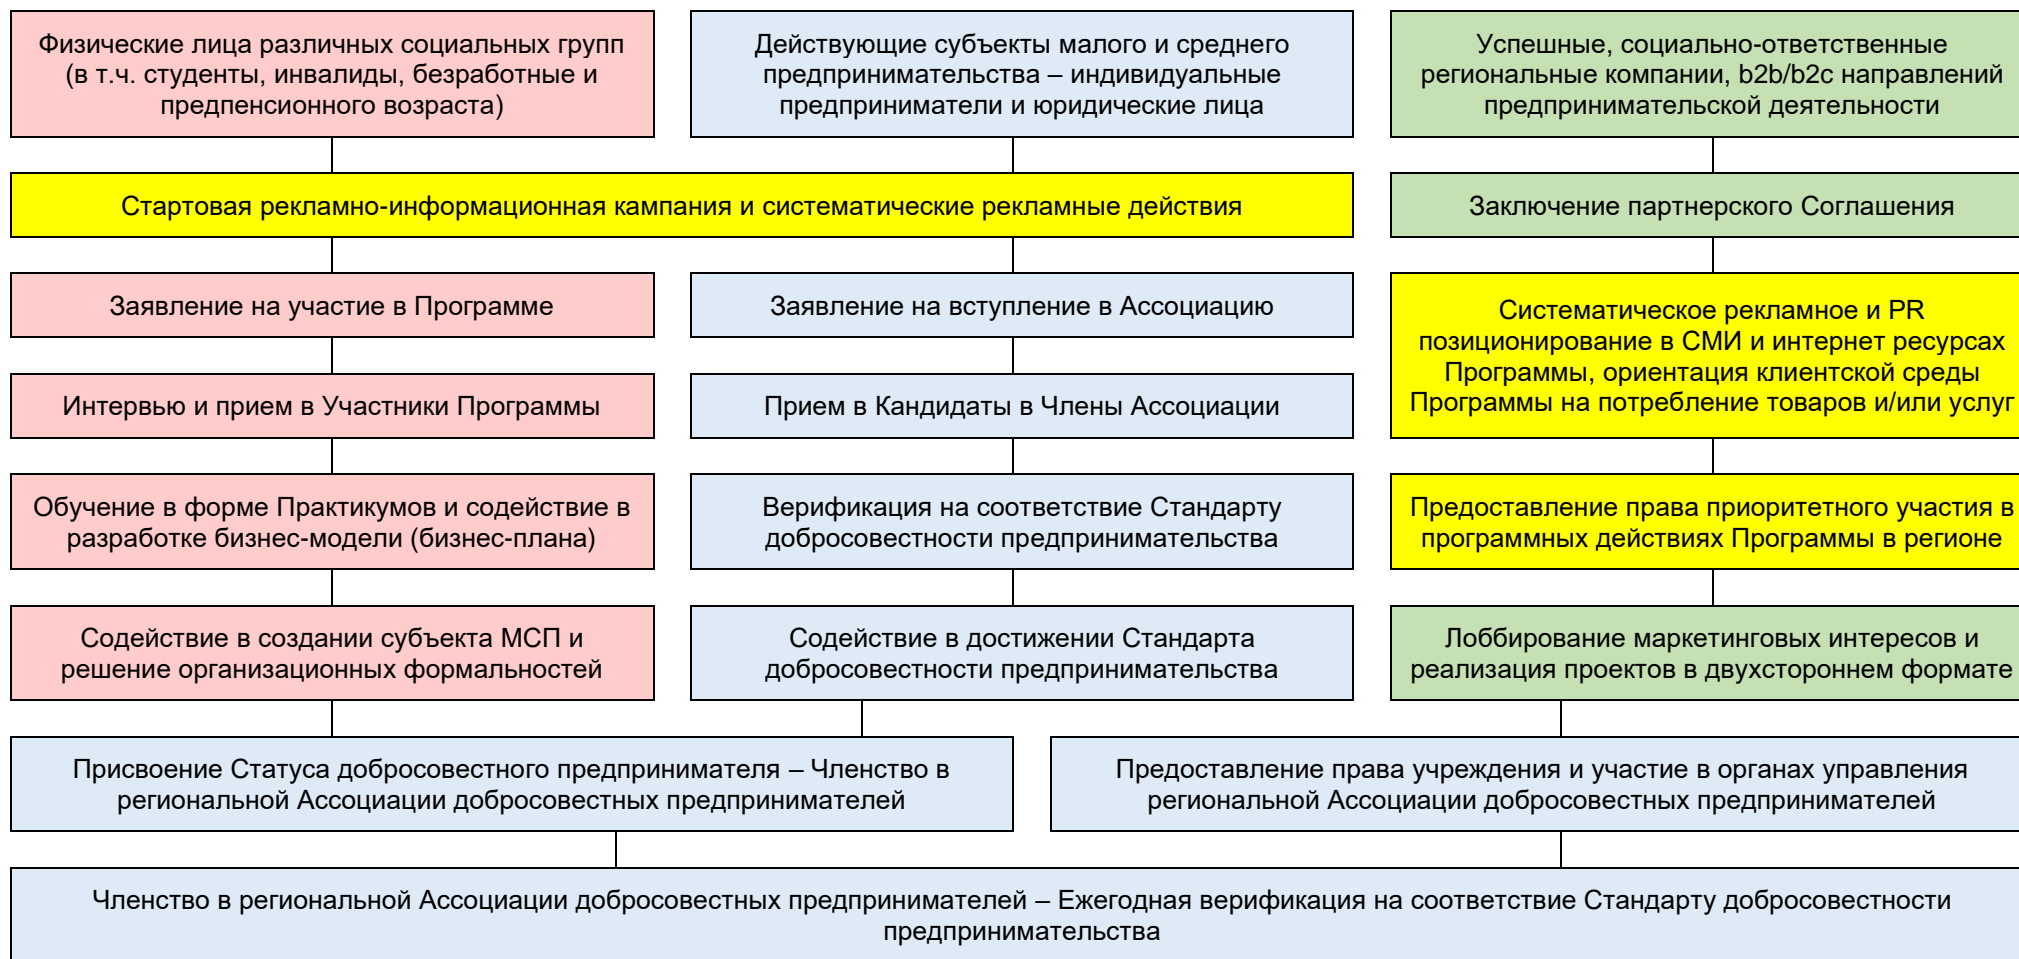 Физические лица различных социальных групп
(в т.ч. студенты, инвалиды, безработные и
предпенсионного возраста)
Действующие субъекты малого и среднего
предпринимательства – индивидуальные
предприниматели и юридические лица
Успешные, социально-ответственные
региональные компании, b2b/b2c направлений
предпринимательской деятельности
Стартовая рекламно-информационная кампания и систематические рекламные действия
Заключение партнерского Соглашения
Заявление на участие в Программе
Заявление на вступление в Ассоциацию
Систематическое рекламное и PR
позиционирование в СМИ и интернет ресурсах
Программы, ориентация клиентской среды
Программы на потребление товаров и/или услуг
Интервью и прием в Участники Программы
Прием в Кандидаты в Члены Ассоциации
Обучение в форме Практикумов и содействие в
разработке бизнес-модели (бизнес-плана)
Верификация на соответствие Стандарту
добросовестности предпринимательства
Предоставление права приоритетного участия в
программных действиях Программы в регионе
Содействие в создании субъекта МСП и
решение организационных формальностей
Содействие в достижении Стандарта
добросовестности предпринимательства
Лоббирование маркетинговых интересов и
реализация проектов в двухстороннем формате
Присвоение Статуса добросовестного предпринимателя – Членство в
региональной Ассоциации добросовестных предпринимателей
Предоставление права учреждения и участие в органах управления
региональной Ассоциации добросовестных предпринимателей
Членство в региональной Ассоциации добросовестных предпринимателей – Ежегодная верификация на соответствие Стандарту добросовестности
предпринимательства